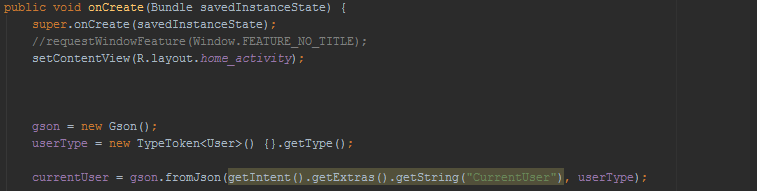 public void onCreate(Bundle savedInstanceState) {
super.onCreate(savedInstanceState);
//requestWindowFeature(Window.FEATURE_NO_TITLE);
setContentView(R.layout.home_activity);
gson = new Gson();
userType = new TypeToken<User>() {}.getType();
currentUser = gson.fromJson(getIntent().getExtras().getString("CurrentUser"), userType);